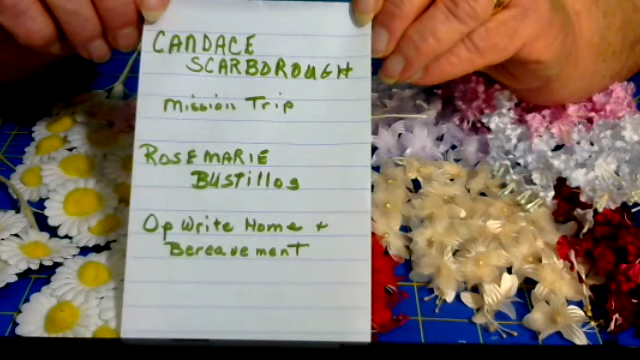 CANDACE
SCARBOROUGH
Mission Trip
ROSEMARIE
BUSTILLOS
Op Write Home +
Bereavement